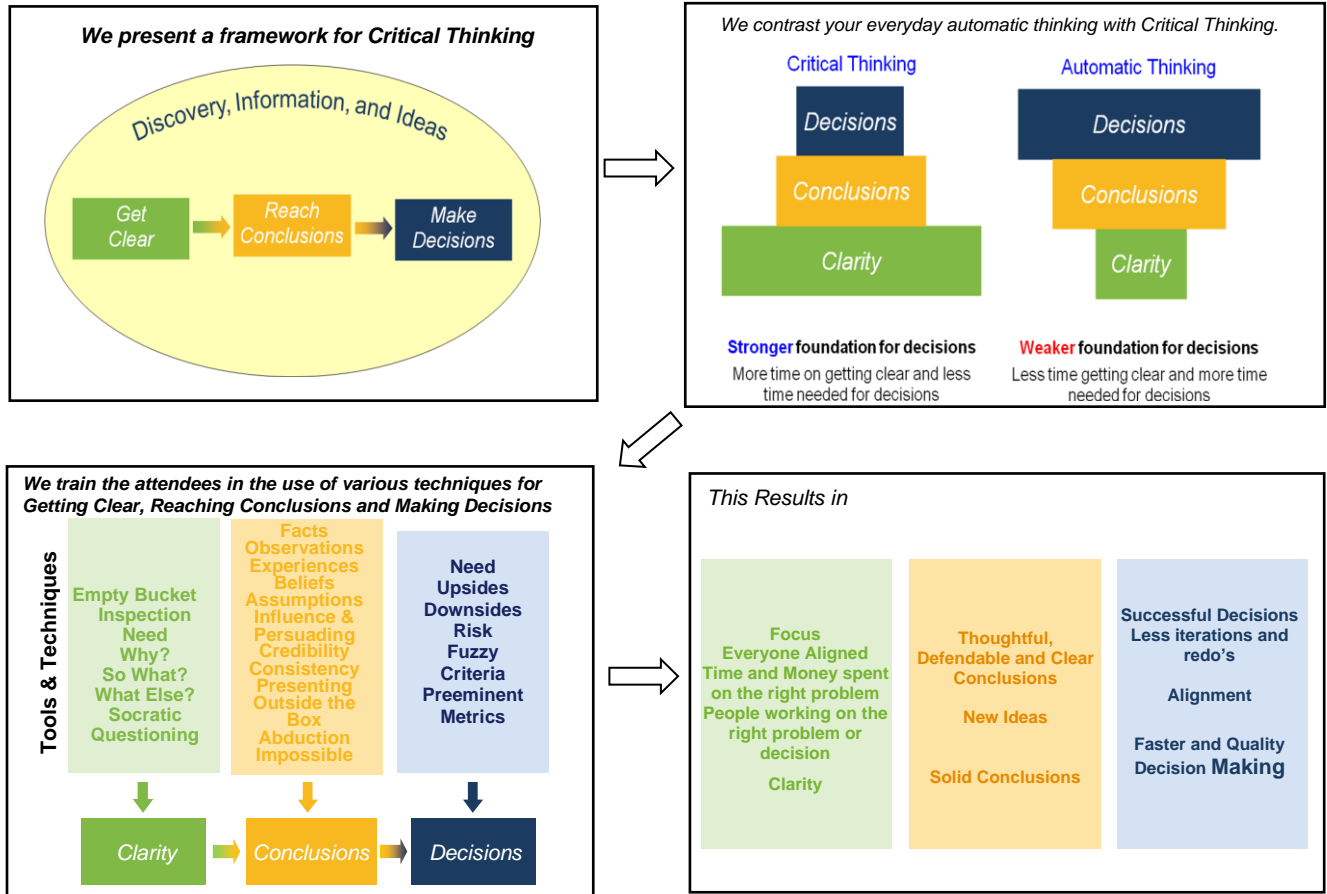 We present a framework for Critical Thinking
Discovery, Information, and Ideas
Get
Clear
Reach
Conclusions
Make
Decisions
We contrast your everyday automatic thinking with Critical Thinking.
Critical Thinking
Decisions
Conclusions
Clarity
Stronger foundation for decisions
More time on getting clear and less
time needed for decisions
Automatic Thinking
Decisions
Conclusions
Clarity
Weaker foundation for decisions
Less time getting clear and more time
needed for decisions
We train the attendees in the use of various techniques for
Getting Clear, Reaching Conclusions and Making Decisions
Tools & Techniques
Empty Bucket
Inspection
Need
Why?
So What?
What Else?
Socratic
Questioning
Facts
Observations
Experiences
Beliefs
Assumptions
Influence &
Persuading
Credibility
Consistency
Presenting
Outside the
Box
Abduction
Impossible
Need
Upsides
Downsides
Risk
Fuzzy
Criteria
Preeminent
Metrics
Clarity
Conclusions
Decisions
This Results in
Focus
Everyone Aligned
Time and Money spent
on the right problem
People working on the
right problem or
decision
Clarity
Thoughtful,
Defendable and Clear
Conclusions
New Ideas
Solid Conclusions
Successful Decisions
Less iterations and
redo's
Alignment
Faster and Quality
Decision Making